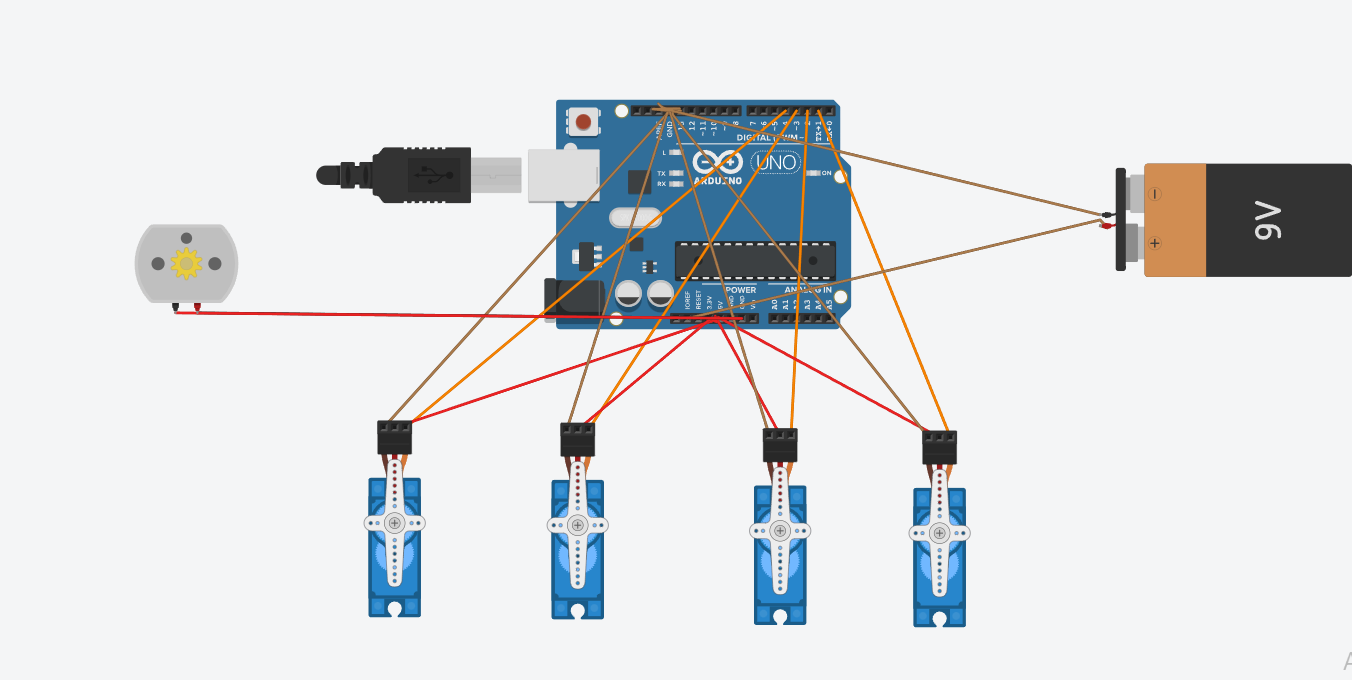 AREF
GND
13
12
~11
~10
~9
8
7
~6
~5
4
~3
2
TX→1
RX←0
DIGITAL (PWM~)
L
TX
RX
ARDUINO
UNO
ON
POWER
ANALOG IN
IOREF
RESET
3.3V
5V
GND
GND
Vin
A0
A1
A2
A3
A4
A5
9V
A